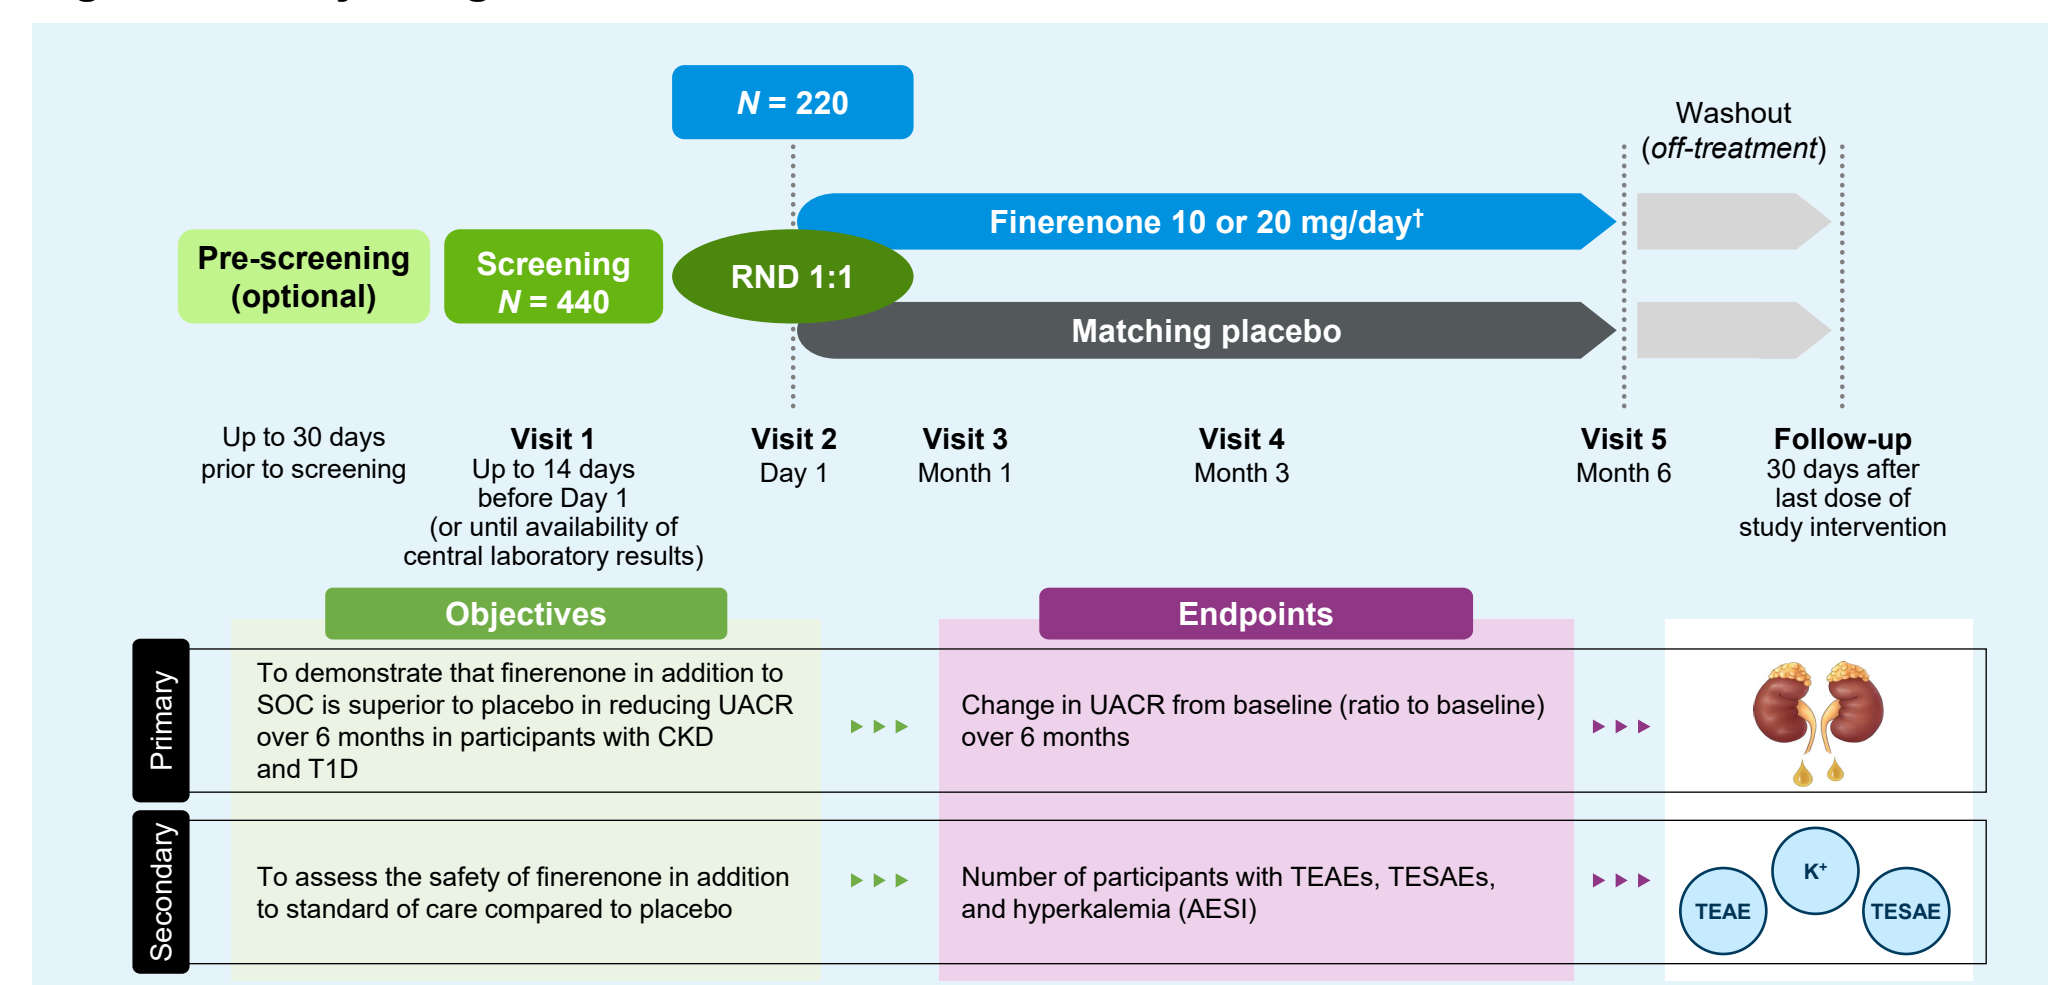 N = 220
Washout
(off-treatment)
Finerenone 10 or 20 mg/day†
Pre-screening
(optional)
Screening
N = 440
RND 1:1
Matching placebo
Up to 30 days
prior to screening
Visit 1
Up to 14 days
before Day 1
(or until availability of
central laboratory results)
Visit 2
Day 1
Visit 3
Month 1
Visit 4
Month 3
Visit 5
Month 6
Follow-up
30 days after
last dose of
study intervention
Objectives
Endpoints
Primary
To demonstrate that finerenone in addition to
SOC is superior to placebo in reducing UACR
over 6 months in participants with CKD
and T1D
Change in UACR from baseline (ratio to baseline)
over 6 months
Secondary
To assess the safety of finerenone in addition
to standard of care compared to placebo
Number of participants with TEAEs, TESAEs,
and hyperkalemia (AESI)
TEAE
K⁺
TESAE